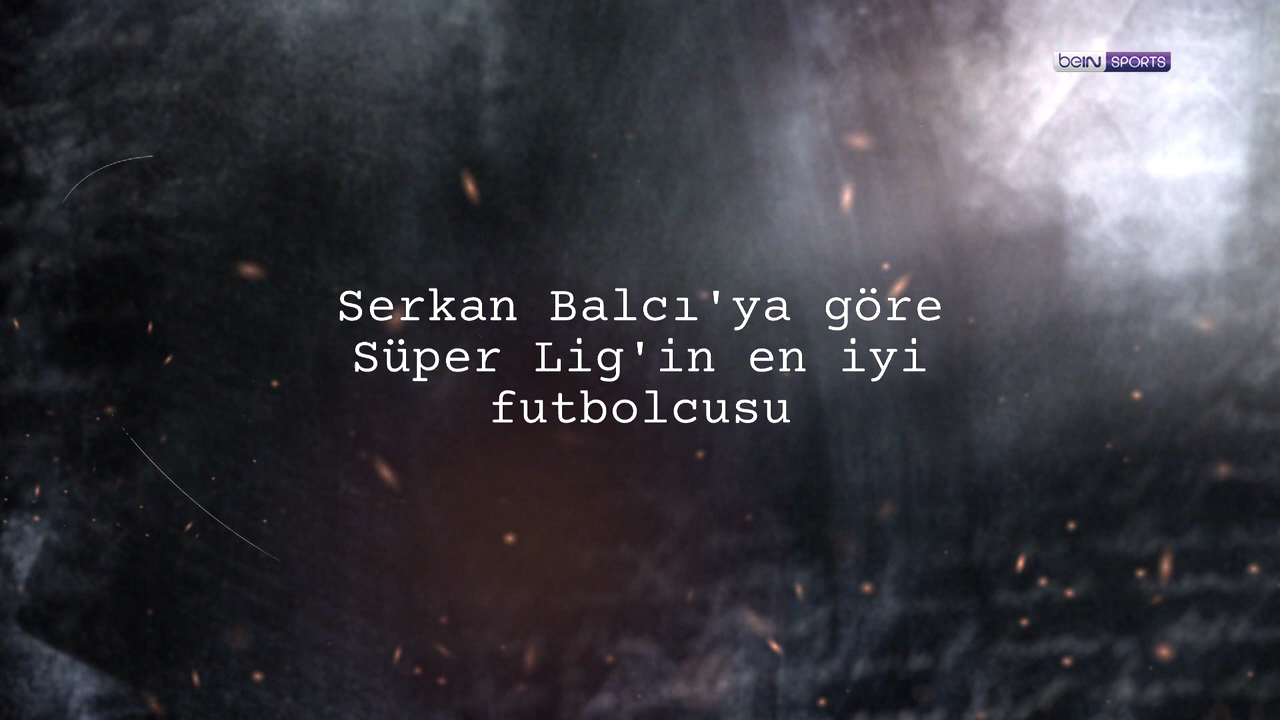 beIN SPORTS
Serkan Balcı'ya göre
Süper Lig'in en iyi
futbolcusu